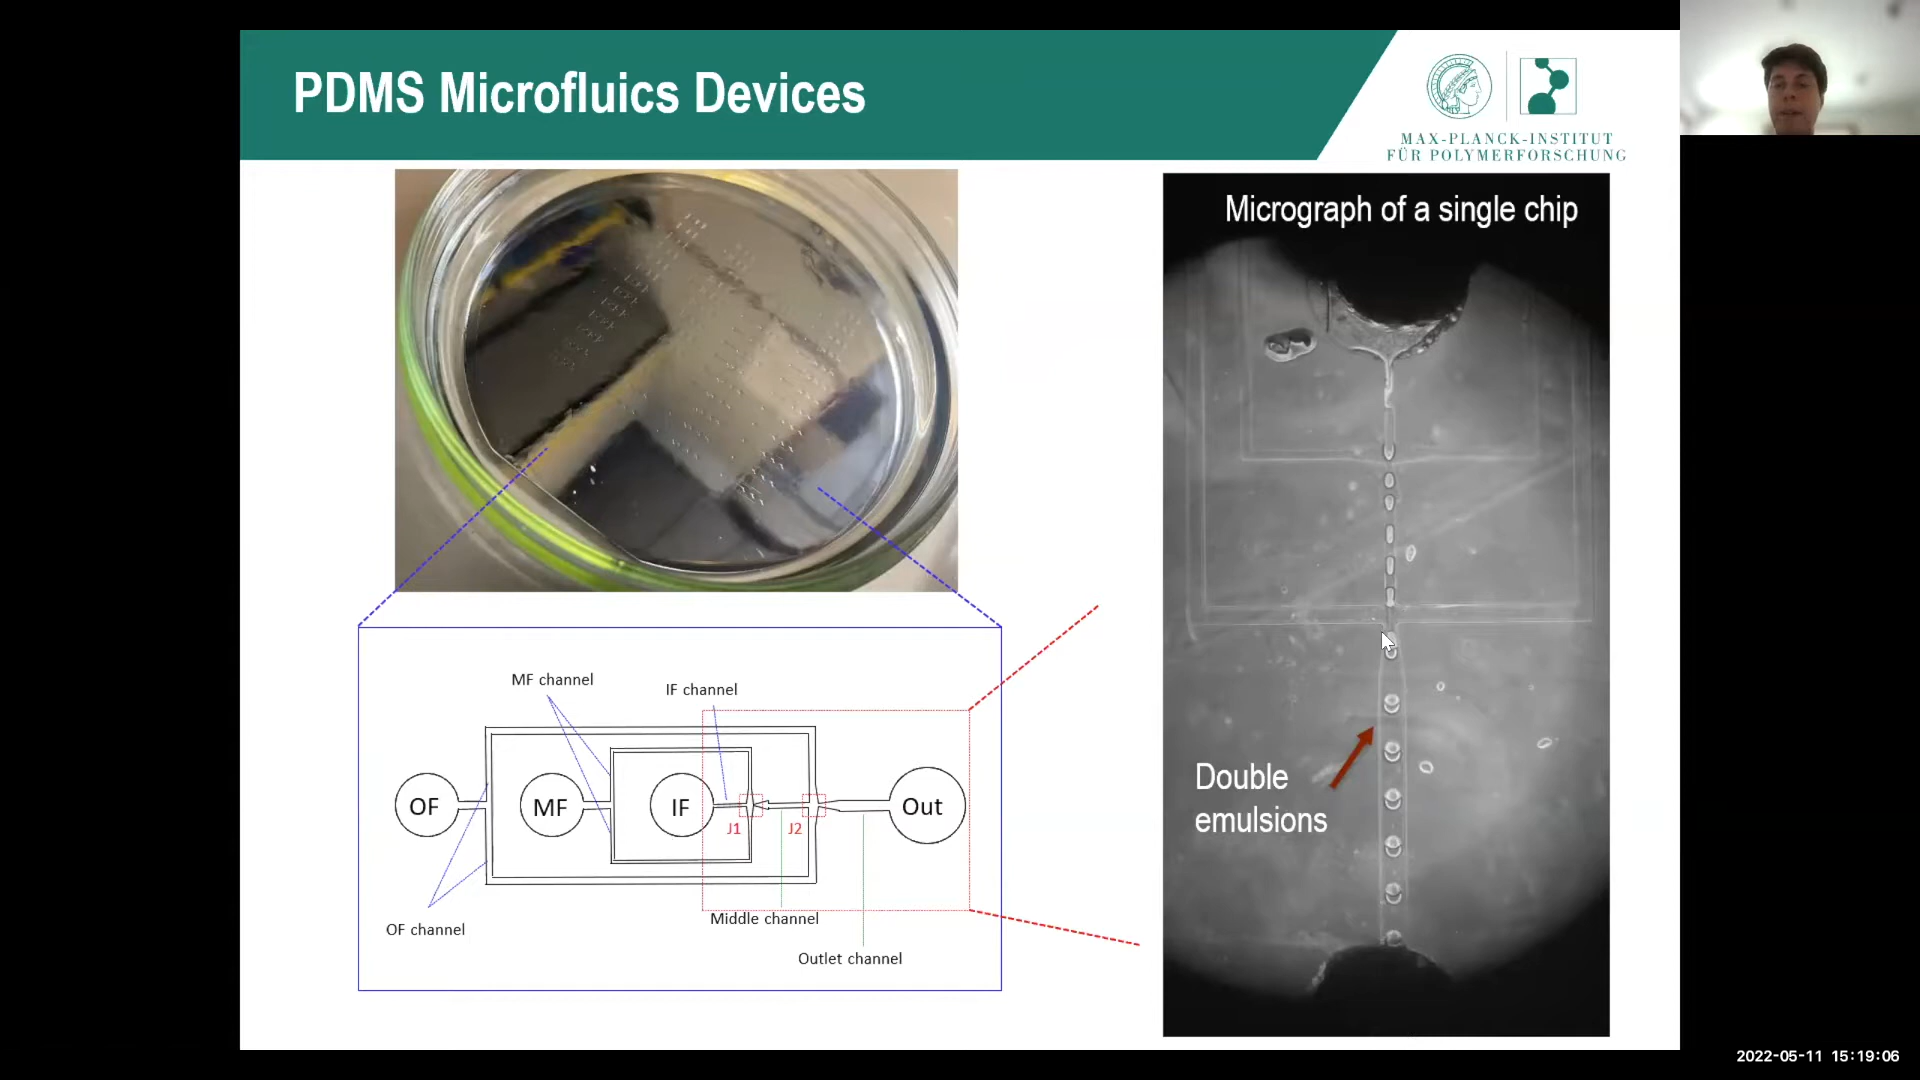 PDMS Microfluics Devices
MAX-PLANCK-INSTITUT
FÜR POLYMERFORSCHUNG
Micrograph of a single chip
Double
emulsions
MF channel
IF channel
OF
MF
IF
J1
J2
Out
OF channel
Middle channel
Outlet channel
2022-05-11 15:19:06